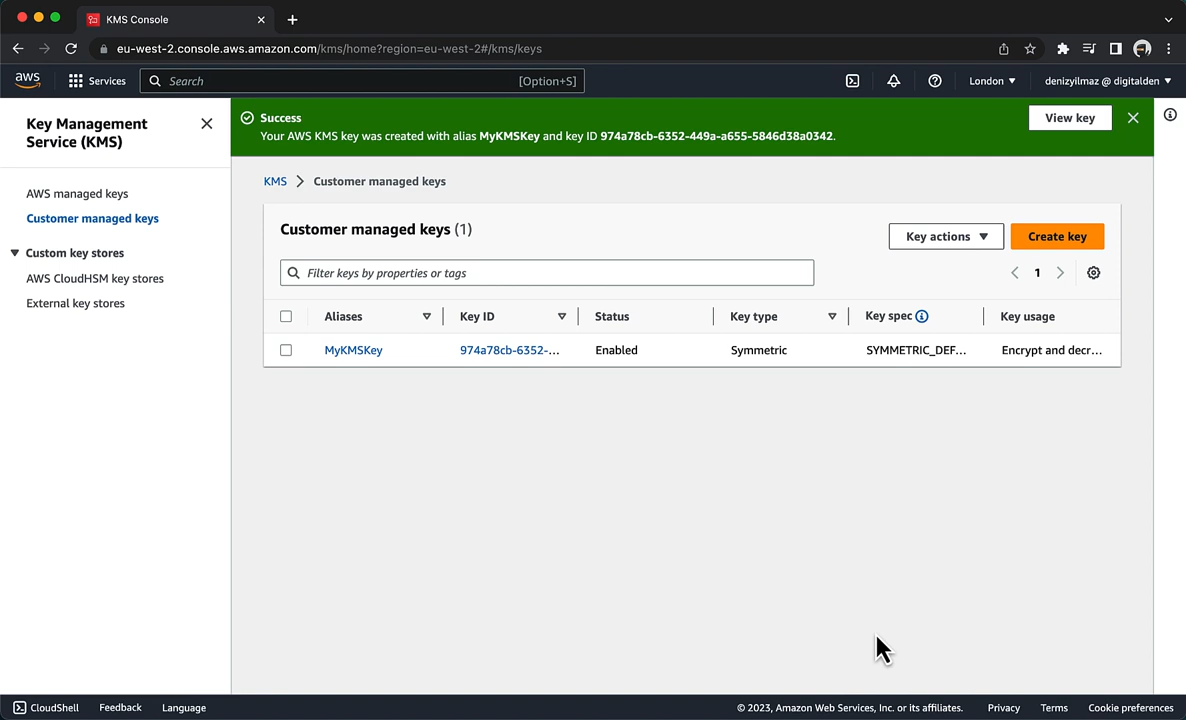 KMS Console
eu-west-2.console.aws.amazon.com/kms/home?region=eu-west-2#/kms/keys
aws
Services
Search
[Option+S]
London
denizyilmaz @ digitalden
Key Management
Service (KMS)
AWS managed keys
Customer managed keys
Custom key stores
AWS CloudHSM key stores
External key stores
Success
Your AWS KMS key was created with alias MyKMSKey and key ID 974a78cb-6352-449a-a655-5846d38a0342.
View key
KMS > Customer managed keys
Customer managed keys (1)
Key actions
Create key
Filter keys by properties or tags
1
Aliases Key ID Status Key type Key spec Key usage
MyKMSKey 974a78cb-6352-... Enabled Symmetric SYMMETRIC_DEF... Encrypt and decr...
CloudShell Feedback Language © 2023, Amazon Web Services, Inc. or its affiliates. Privacy Terms Cookie preferences